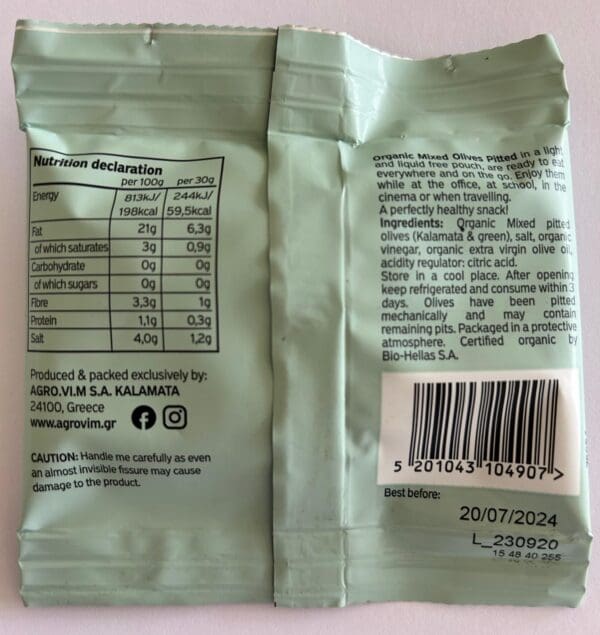 Nutrition declaration
per 100g per 30g
Energy 813kJ/ 244kJ/
198kcal 59,5kcal
Fat 21g 6,3g
of which saturates 3g 0,9g
Carbohydrate 0g 0g
of which sugars 0g 0g
Fibre 3,3g 1g
Protein 1,1g 0,3g
Salt 4,0g 1,2g
Produced & packed exclusively by:
AGRO.VI.M S.A. KALAMATA
24100, Greece
www.agrovim.gr
CAUTION: Handle me carefully as even
an almost invisible fissure may cause
damage to the product.
Organic Mixed Olives Pitted in a light
and liquid free pouch, are ready to eat
everywhere and on the go. Enjoy them
while at the office, at school, in the
cinema or when travelling.
A perfectly healthy snack!
Ingredients: Organic Mixed pitted
olives (Kalamata & green), salt, organic
vinegar, organic extra virgin olive oil,
acidity regulator: citric acid.
Store in a cool place. After opening
keep refrigerated and consume within 3
days. Olives have been pitted
mechanically and may contain
remaining pits. Packaged in a protective
atmosphere. Certified organic by
Bio-Hellas S.A.
5 201043 104907 >
Best before:
20/07/2024
L_230920
15 48 40 255